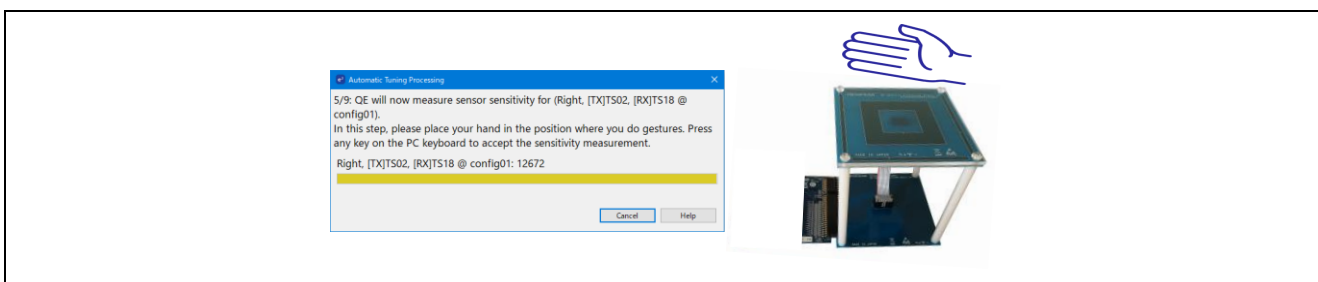 Automatic Tuning Processing
5/9: QE will now measure sensor sensitivity for (Right, [TX]TS02, [RX]TS18 @
config01).
In this step, please place your hand in the position where you do gestures. Press
any key on the PC keyboard to accept the sensitivity measurement.
Right, [TX]TS02, [RX]TS18 @ config01: 12672
Cancel Help